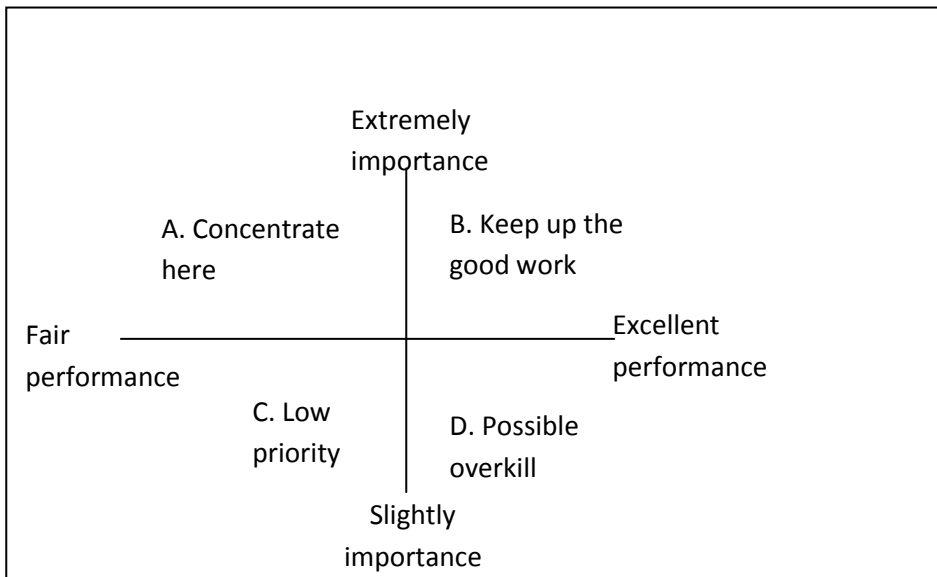 Extremely
importance
A. Concentrate
here
B. Keep up the
good work
Fair
performance
Excellent
performance
C. Low
priority
D. Possible
overkill
Slightly
importance